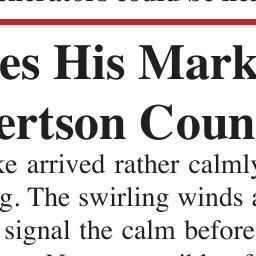 es His Mark
ertson Coun
ke arrived rather calmly
g. The swirling winds a
signal the calm before